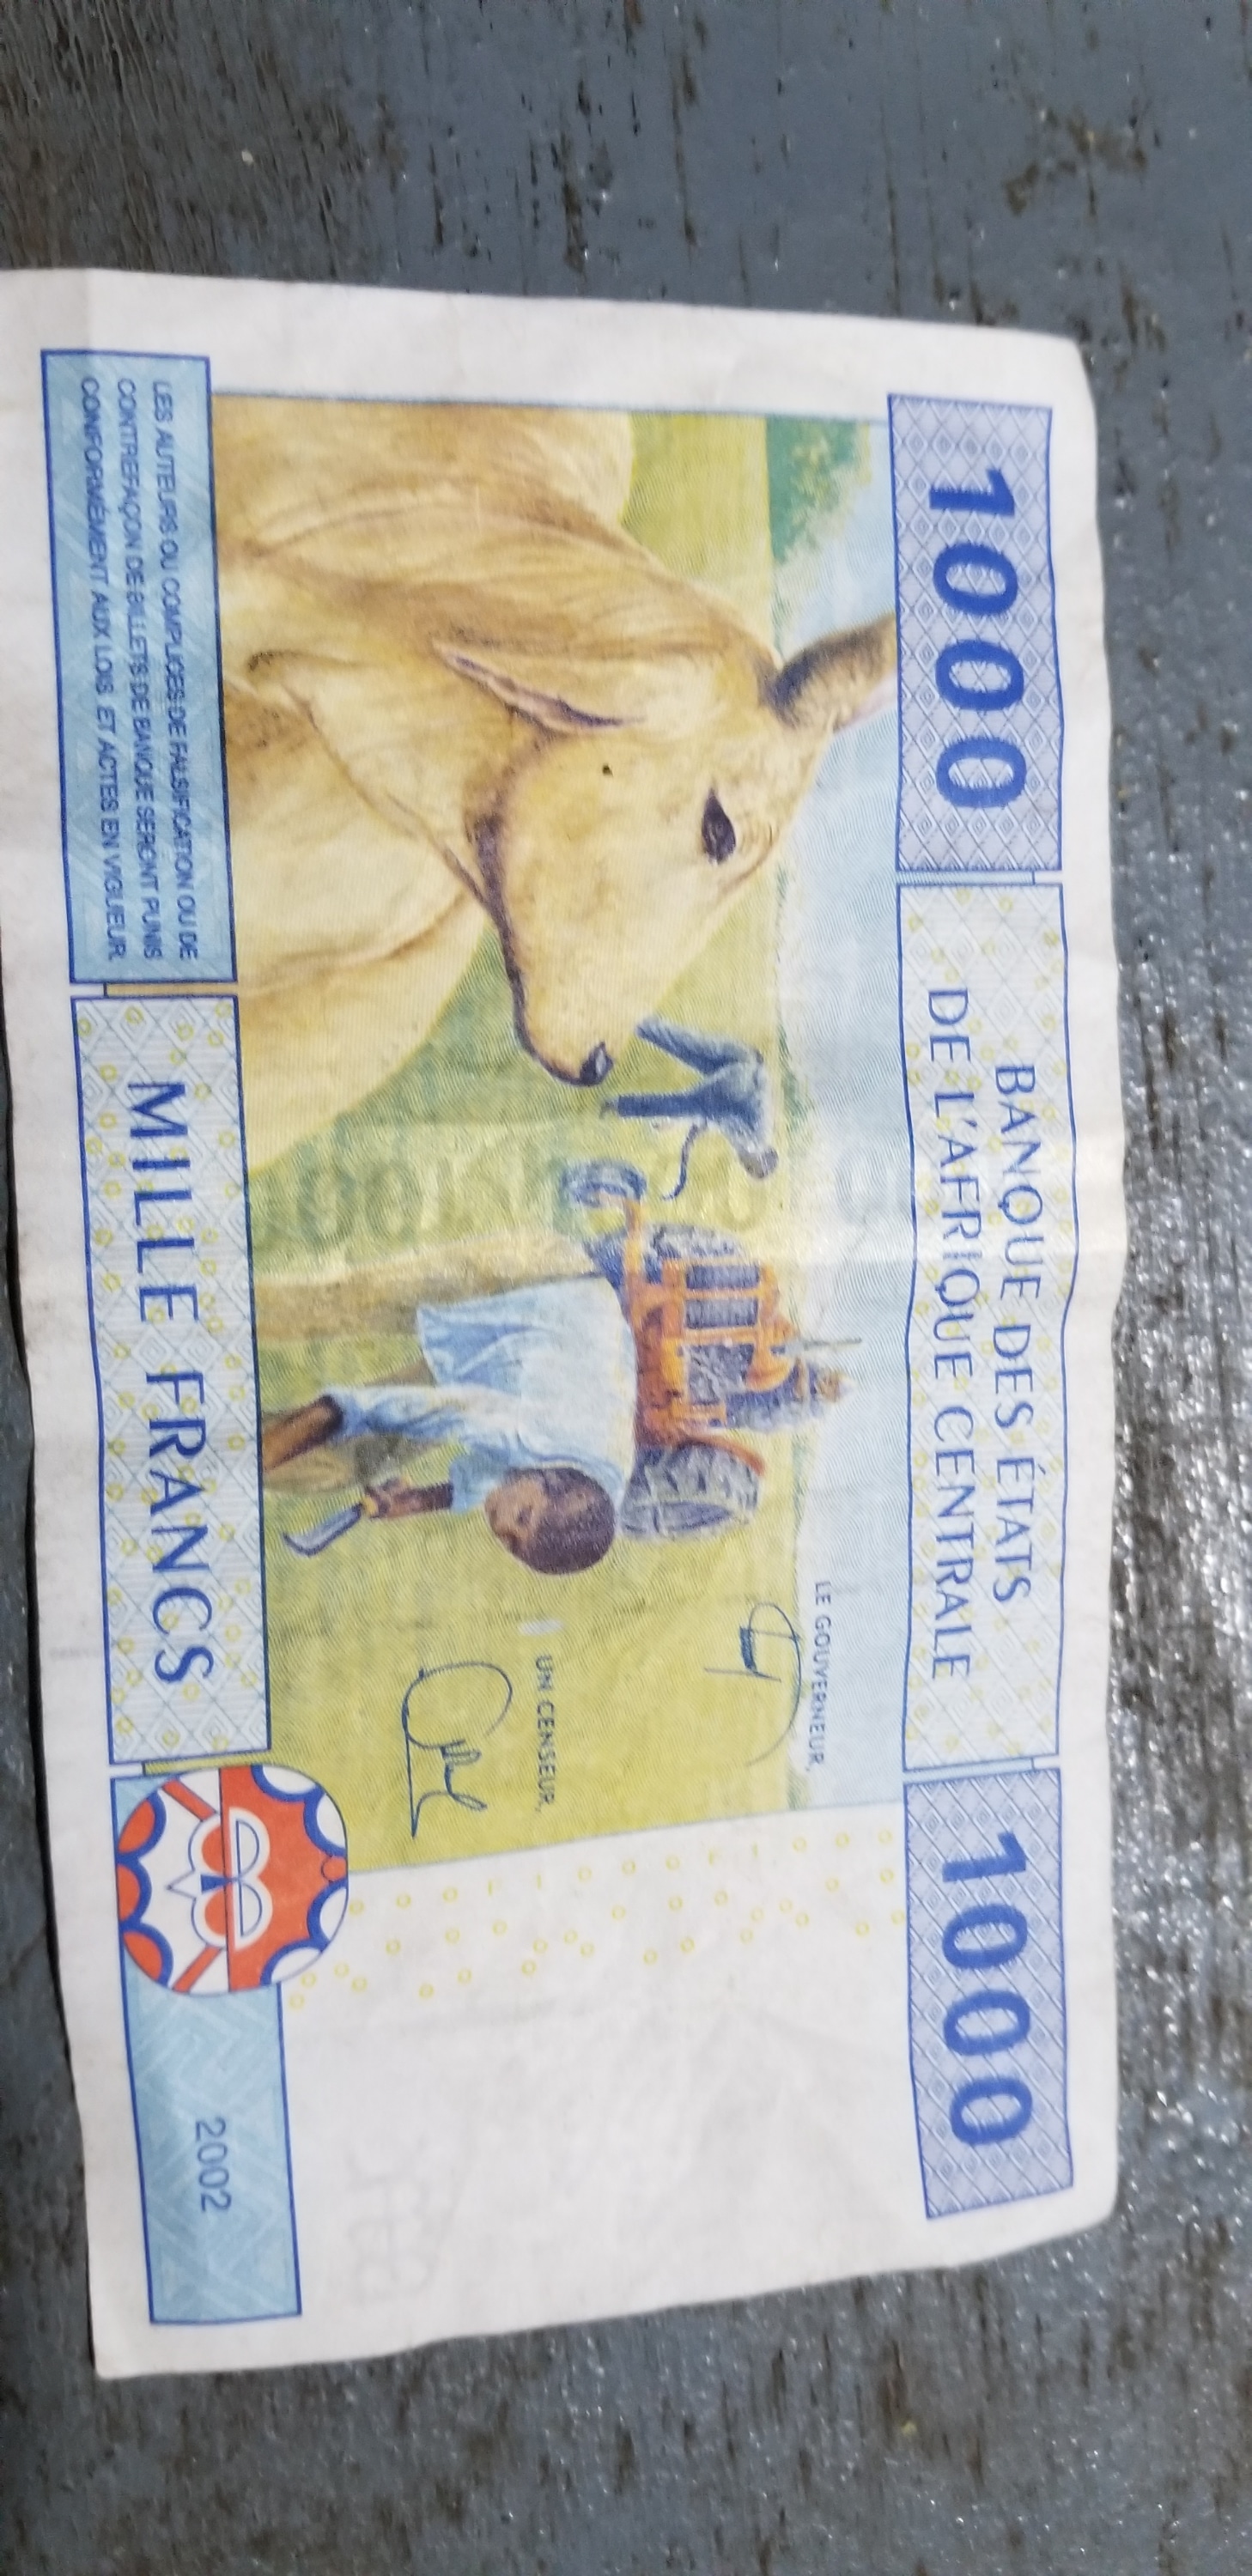 1000
BANQUE DES ÉTATS
DE L'AFRIQUE CENTRALE
1000
LE GOUVERNEUR,
UN CENSEUR,
LES AUTEURS OU COMPLICES DE FALSIFICATION OU DE
CONTREFAÇON DE BILLETS DE BANQUE SERONT PUNIS
CONFORMÉMENT AUX LOIS ET ACTES EN VIGUEUR
MILLE FRANCS
2002